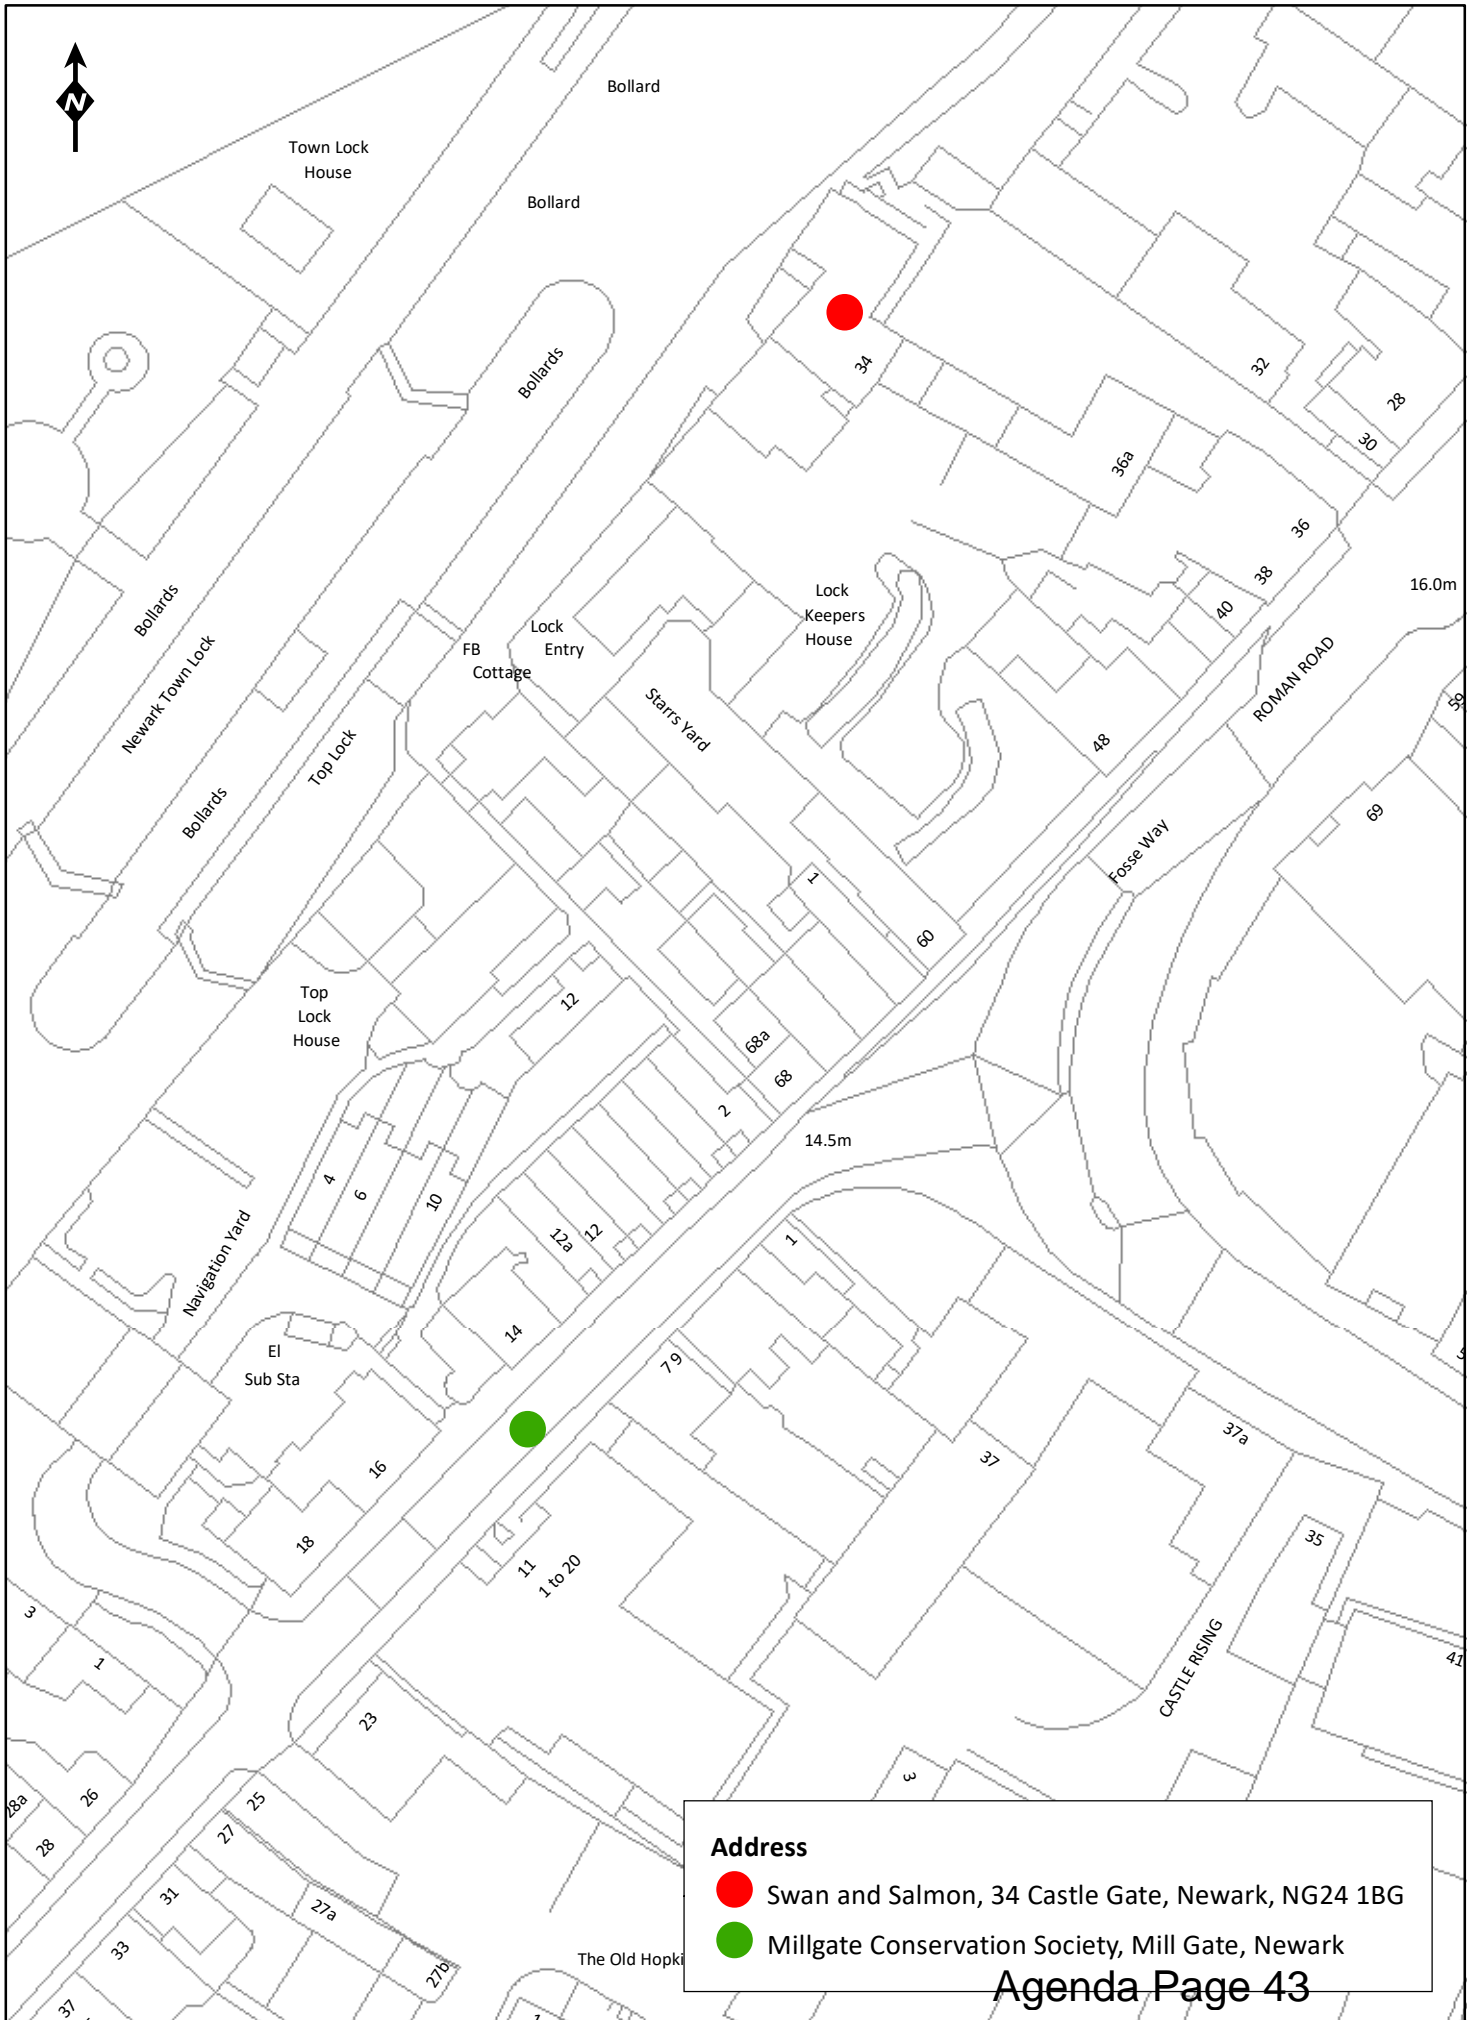 N
Bollard
Town Lock
House
Bollard
Bollards
34
32
28
30
36a
36
38
40
16.0m
Bollards
Lock
Keepers
House
Lock
Entry
FB
Cottage
Newark Town Lock
Starrs Yard
ROMAN ROAD
59
48
Top Lock
Bollards
69
Fosse Way
1
60
Top
Lock
House
12
68a
68
2
14.5m
4
6
10
12a
12
1
Navigation Yard
14
El
Sub Sta
7 9
37a
37
16
18
11
1 to 20
35
3
1
CASTLE RISING
41
23
3
28a
26
28
25
27
31
27a
33
27b
37
The Old Hopki
Address
Swan and Salmon, 34 Castle Gate, Newark, NG24 1BG
Millgate Conservation Society, Mill Gate, Newark
Agenda Page 43